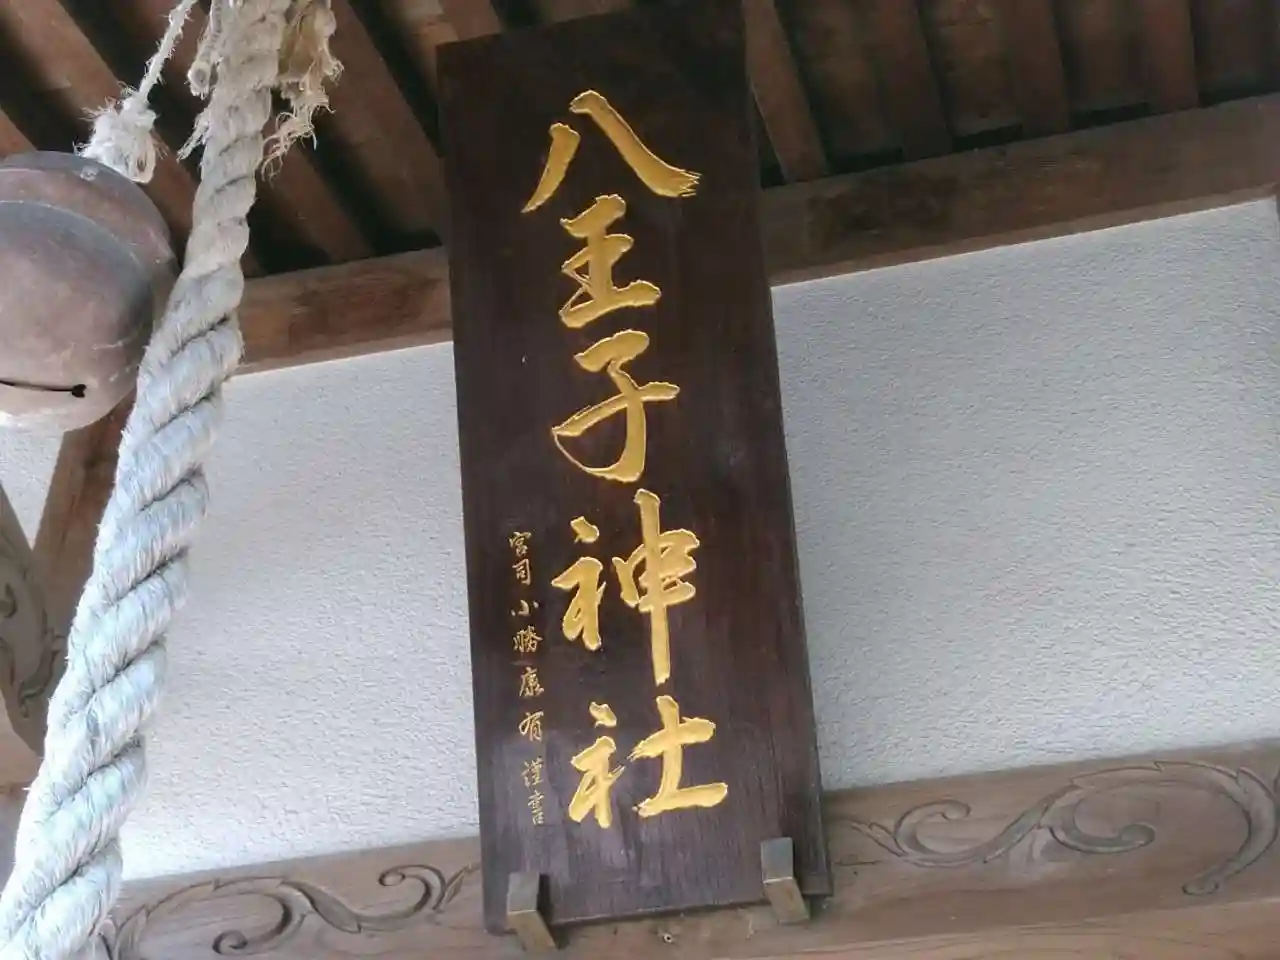 八王子神社
宮司 小勝康有 謹書